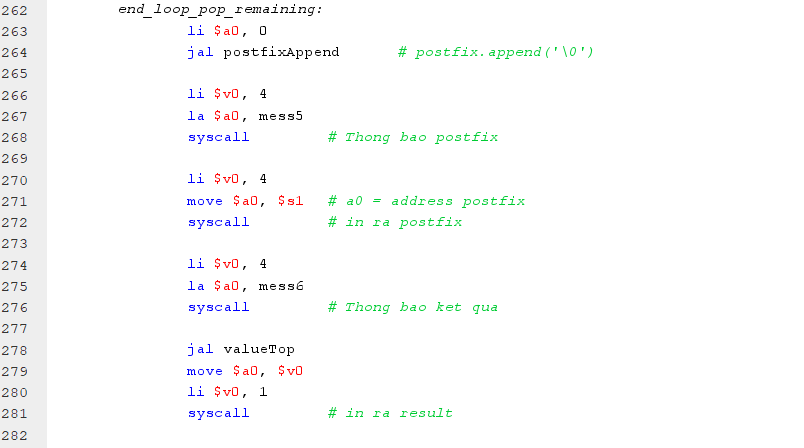 262 end_loop_pop_remaining:
263 li $a0, 0
264 jal postfixAppend # postfix.append('\0')
265
266 li $v0, 4
267 la $a0, mess5
268 syscall # Thong bao postfix
269
270 li $v0, 4
271 move $a0, $s1 # a0 = address postfix
272 syscall # in ra postfix
273
274 li $v0, 4
275 la $a0, mess6
276 syscall # Thong bao ket qua
277
278 jal valueTop
279 move $a0, $v0
280 li $v0, 1
281 syscall # in ra result
282